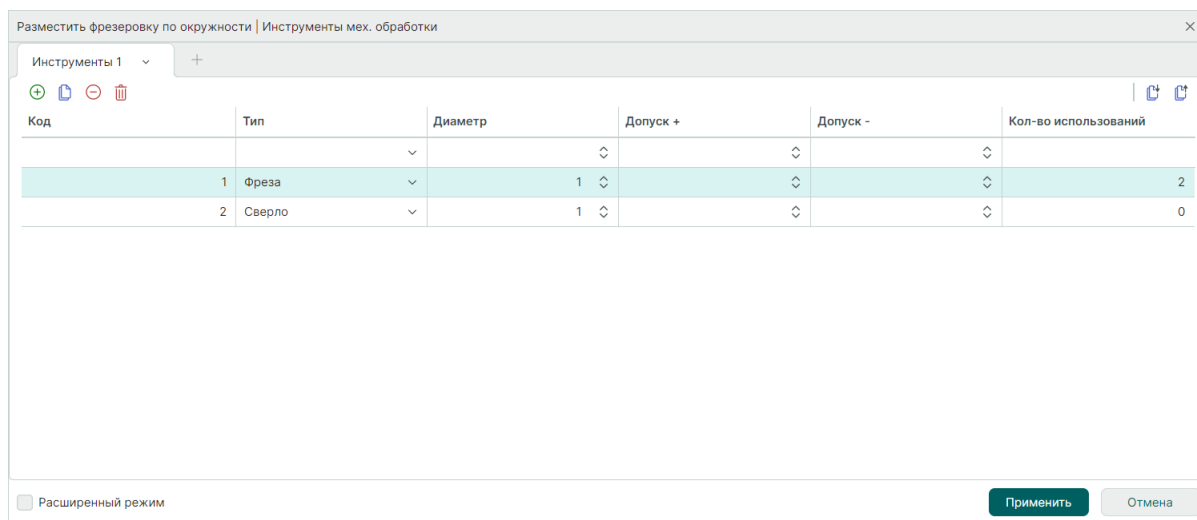 Разместить фрезеровку по окружности | Инструменты мех. обработки
Инструменты 1
Код Тип Диаметр Допуск + Допуск - Кол-во использований
1 Фреза 1 2
2 Сверло 1 0
Расширенный режим Применить Отмена